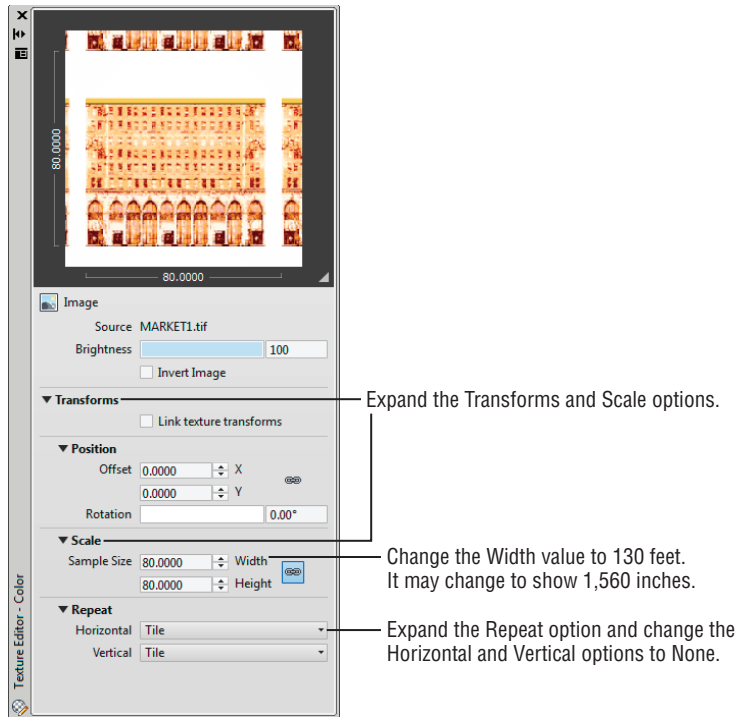 80.0000
80.0000
Image
Source MARKET1.tif
Brightness 100
Invert Image
Transforms
Link texture transforms
Position
Offset 0.0000 X
0.0000 Y
Rotation 0.00°
Scale
Sample Size 80.0000 Width
80.0000 Height
Repeat
Horizontal Tile
Vertical Tile
Texture Editor - Color
Expand the Transforms and Scale options.
Change the Width value to 130 feet.
It may change to show 1,560 inches.
Expand the Repeat option and change the
Horizontal and Vertical options to None.